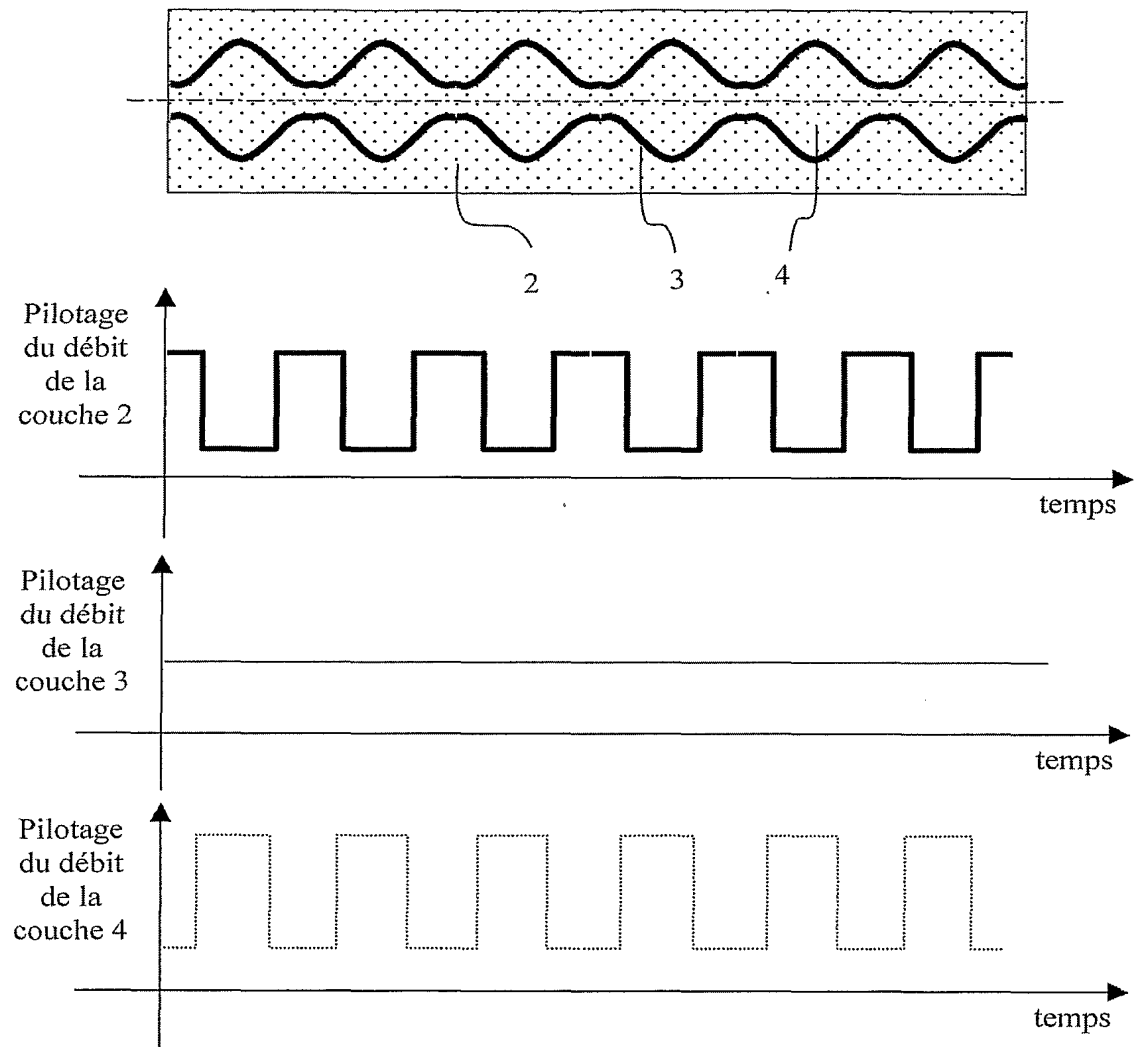 2
3
4
Pilotage
du débit
de la
couche 2
temps
Pilotage
du débit
de la
couche 3
temps
Pilotage
du débit
de la
couche 4
temps